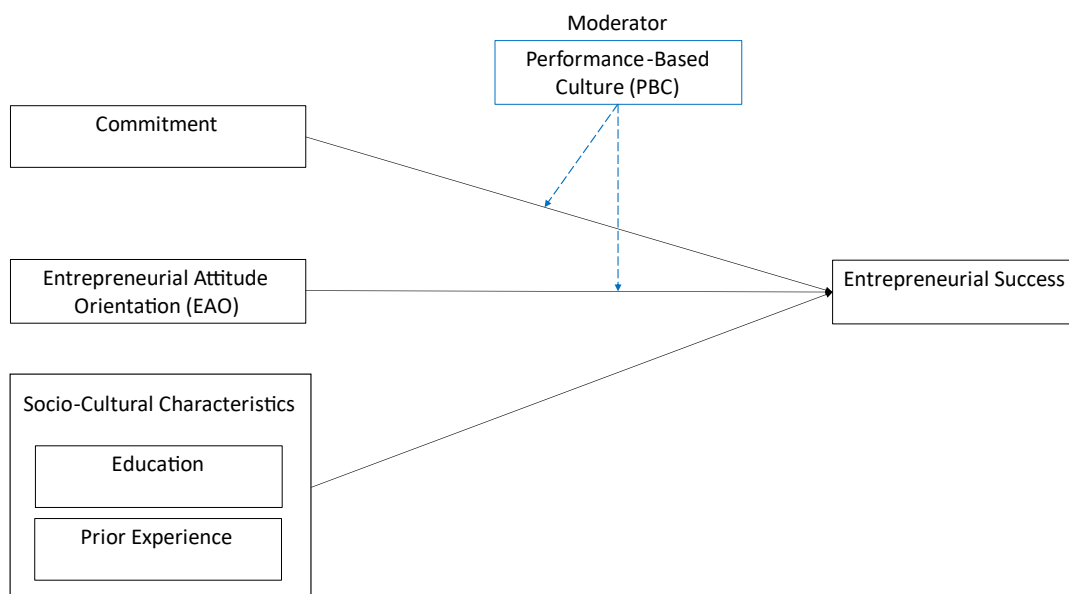 Moderator
Performance-Based
Culture (PBC)
Commitment
Entrepreneurial Attitude
Orientation (EAO)
Entrepreneurial Success
Socio-Cultural Characteristics
Education
Prior Experience